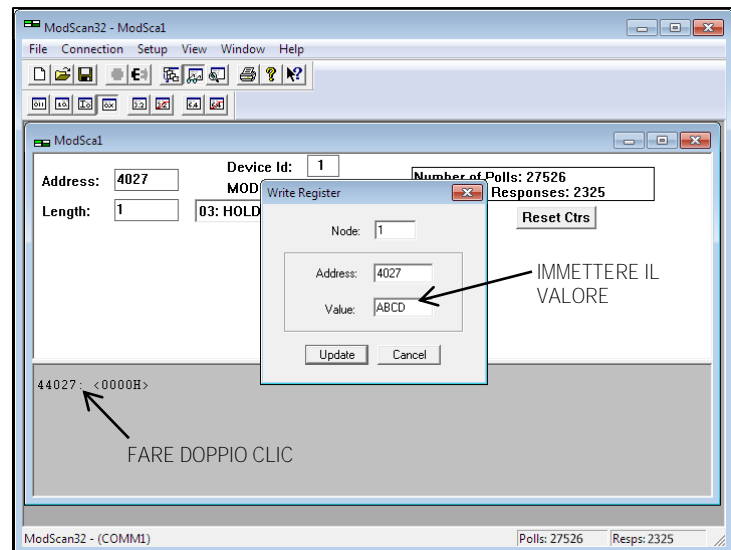 ModScan32 - ModSca1
File Connection Setup View Window Help
ModSca1
Address: 4027
Device Id: 1
MOD
Length: 1
03: HOLD
Number of Polls: 27526
Responses: 2325
Reset Ctrs
Write Register
Node: 1
Address: 4027
Value: ABCD
Update Cancel
IMMETTERE IL
VALORE
44027: <0000H>
FARE DOPPIO CLIC
ModScan32 - (COMM1) Polls: 27526 Resps: 2325